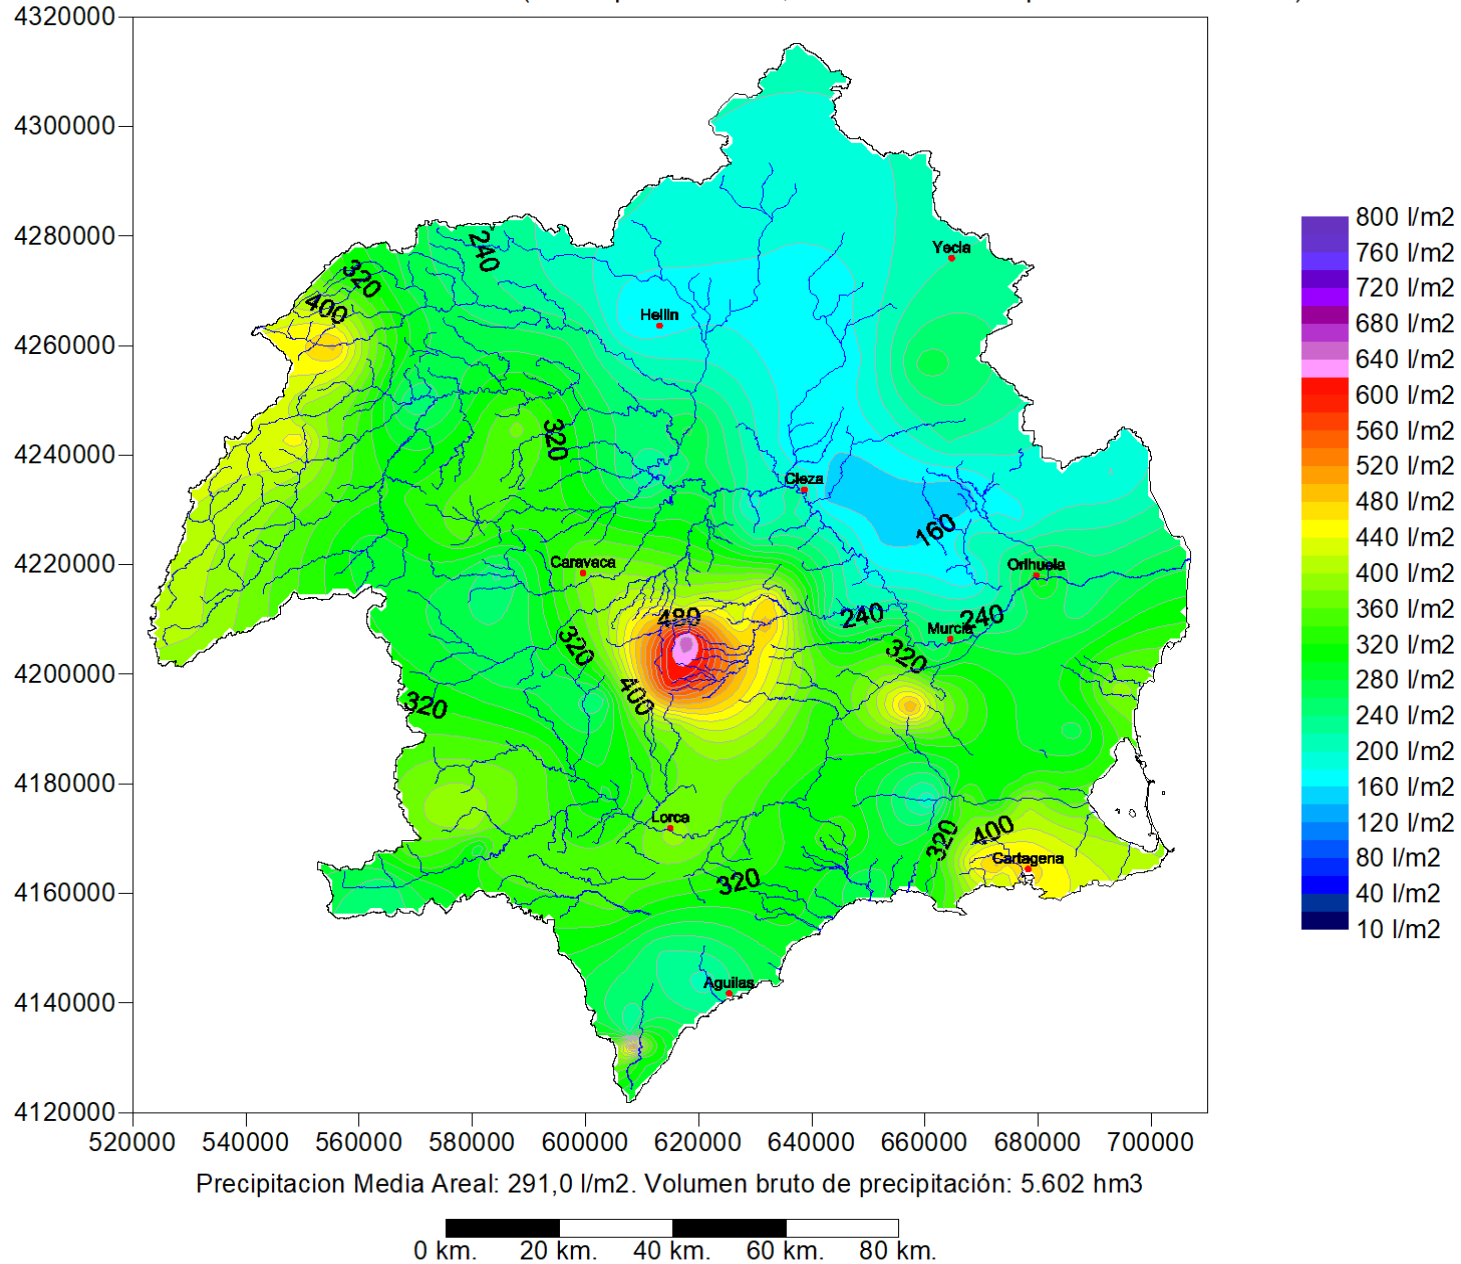 4320000
4300000
4280000
4260000
4240000
4220000
4200000
4180000
4160000
4140000
4120000
520000 540000 560000 580000 600000 620000 640000 660000 680000 700000
240
320
400
Yecla
Hellin
320
Cieza
160
Caravaca
Orihuela
480
240
240
Murcia
320
320
400
320
Lorca
320
400
Cartagena
320
Aguilas
800 l/m2
760 l/m2
720 l/m2
680 l/m2
640 l/m2
600 l/m2
560 l/m2
520 l/m2
480 l/m2
440 l/m2
400 l/m2
360 l/m2
320 l/m2
280 l/m2
240 l/m2
200 l/m2
160 l/m2
120 l/m2
80 l/m2
40 l/m2
10 l/m2
Precipitacion Media Areal: 291,0 l/m2. Volumen bruto de precipitación: 5.602 hm3
0 km. 20 km. 40 km. 60 km. 80 km.